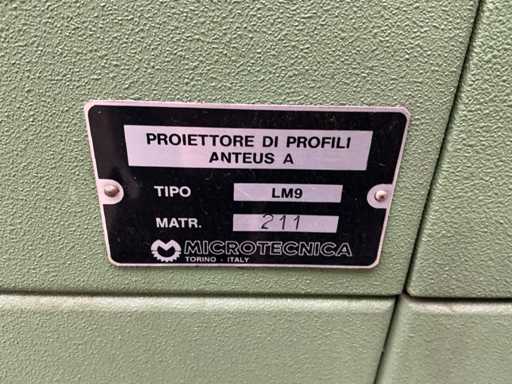 PROIETTORE DI PROFILI
ANTEUS A
TIPO LM9
MATR. 211
MICROTECNICA
TORINO - ITALY